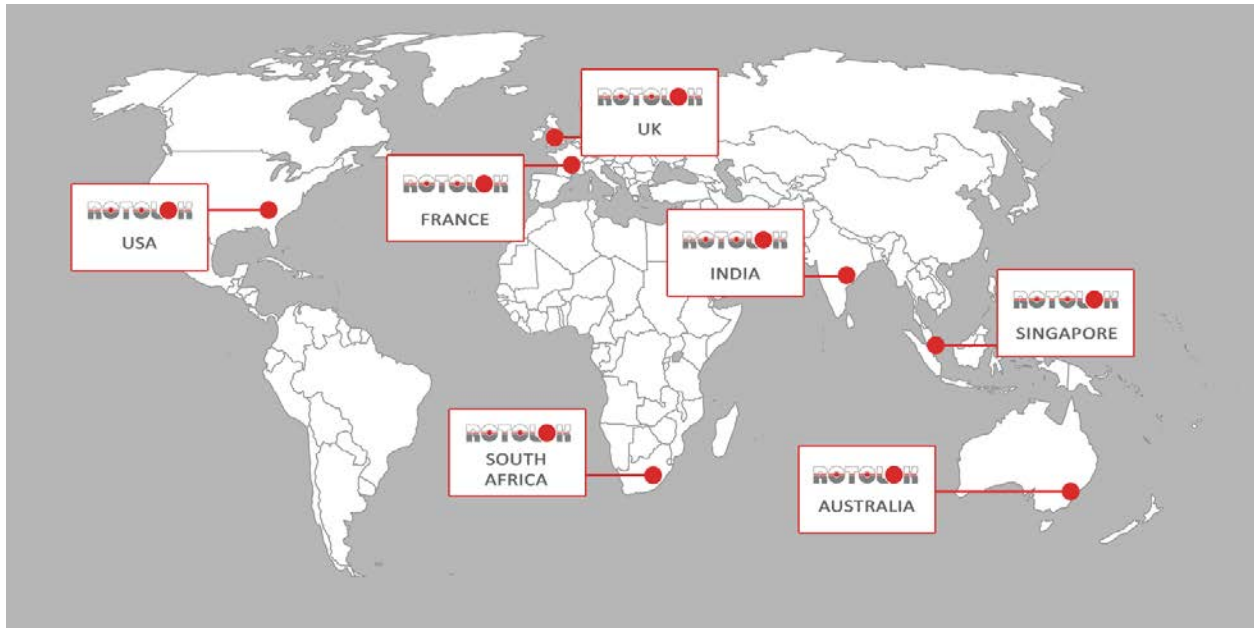 ROTOLOK
UK
ROTOLOK
FRANCE
ROTOLOK
USA
ROTOLOK
INDIA
ROTOLOK
SINGAPORE
ROTOLOK
SOUTH
AFRICA
ROTOLOK
AUSTRALIA